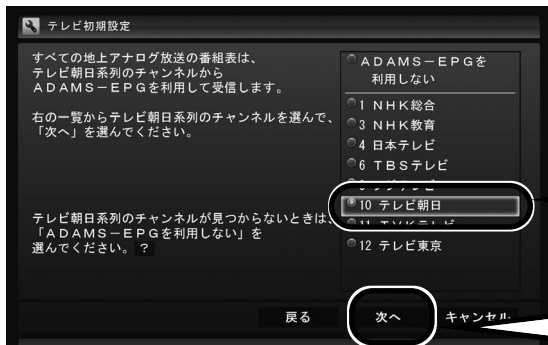 テレビ初期設定
すべての地上アナログ放送の番組表は、
テレビ朝日系列のチャンネルから
ADAMS-EPGを利用して受信します。
右の一覧からテレビ朝日系列のチャンネルを選んで、
「次へ」を選んでください。
テレビ朝日系列のチャンネルが見つからないときは、
「ADAMS-EPGを利用しない」を
選んでください。 ?
ADAMS-EPGを
利用しない
1 NHK総合
3 NHK教育
4 日本テレビ
6 TBSテレビ
10 テレビ朝日
12 テレビ東京
戻る
次へ
キャンセル